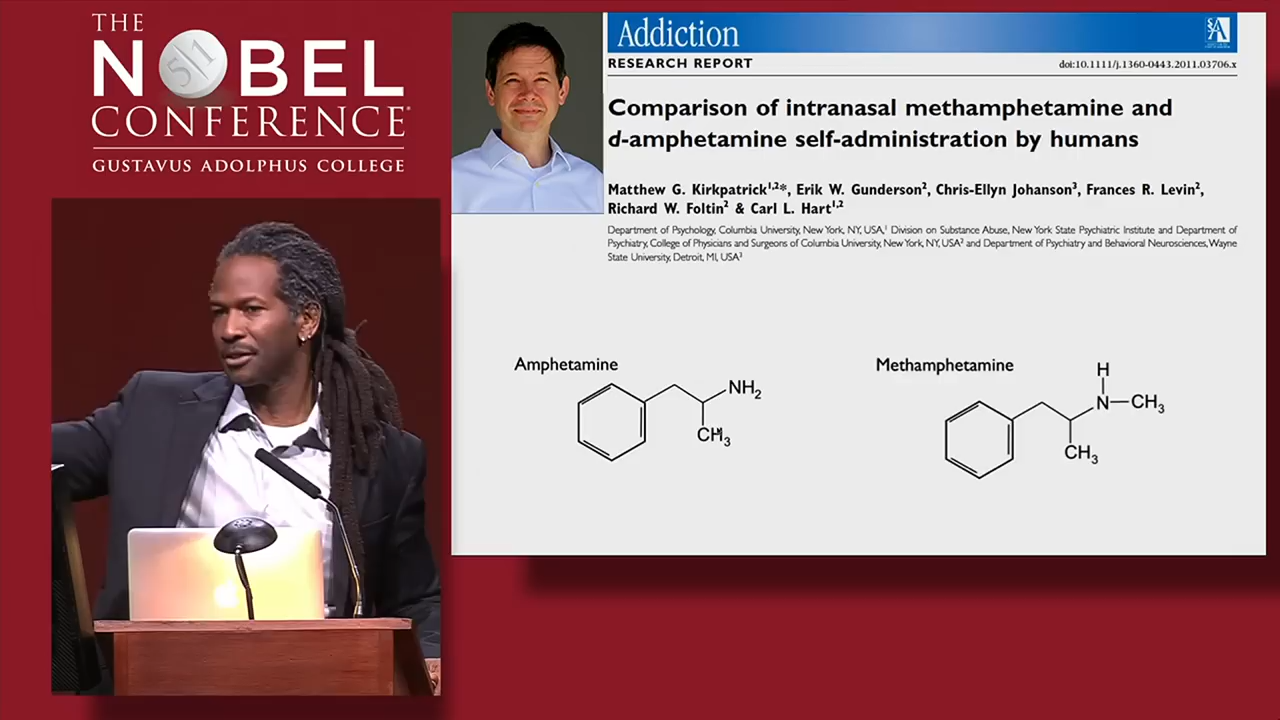 THE
NOBEL
51
CONFERENCE®
GUSTAVUS ADOLPHUS COLLEGE
Addiction
SSA
RESEARCH REPORT
doi:10.1111/j.1360-0443.2011.03706.x
Comparison of intranasal methamphetamine and
d-amphetamine self-administration by humans
Matthew G. Kirkpatrick1,2*, Erik W. Gunderson2, Chris-Ellyn Johanson3, Frances R. Levin2,
Richard W. Foltin2 & Carl L. Hart1,2
Department of Psychology, Columbia University, New York, NY, USA,1 Division on Substance Abuse, New York State Psychiatric Institute and Department of
Psychiatry, College of Physicians and Surgeons of Columbia University, New York, NY, USA2 and Department of Psychiatry and Behavioral Neurosciences, Wayne
State University, Detroit, MI, USA3
Amphetamine
NH2
CH3
Methamphetamine
H
N
CH3
CH3